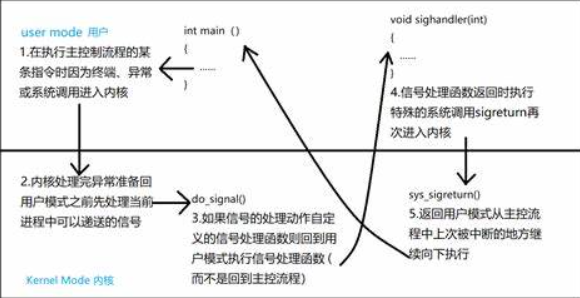 user mode 用户
1.在执行主控制流程的某
条指令时因为终端、异常
或系统调用进入内核
int main（）
{
......
}
void sighandler(int)
{
......
}
4.信号处理函数返回时执行
特殊的系统调用sigreturn再
次进入内核
2.内核处理完异常准备回
用户模式之前先处理当前
进程中可以递送的信号
do_signal()
3.如果信号的处理动作自定
义的信号处理函数则回到用
户模式执行信号处理函数（
而不是回到主控流程）
sys_sigreturn()
5.返回用户模式从主控流
程中上次被中断的地方继
续向下执行
Kernel Mode 内核